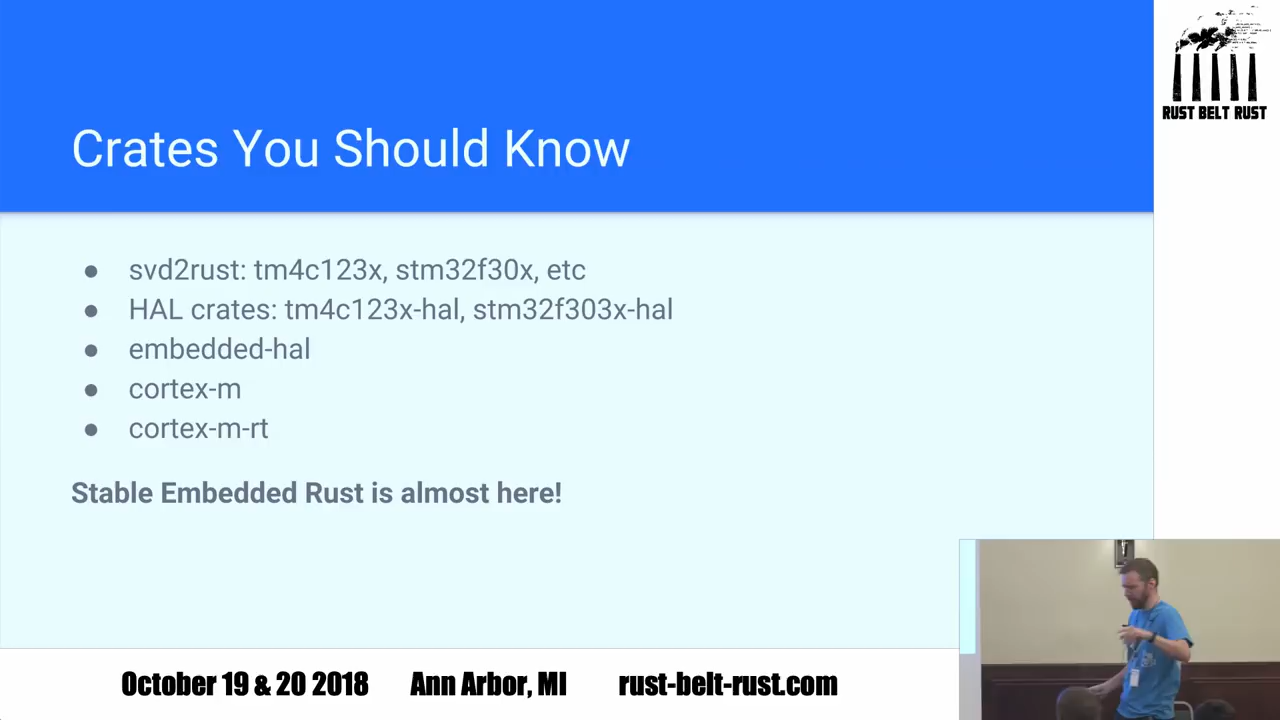 RUST BELT RUST
Crates You Should Know
● svd2rust: tm4c123x, stm32f30x, etc
● HAL crates: tm4c123x-hal, stm32f303x-hal
● embedded-hal
● cortex-m
● cortex-m-rt
Stable Embedded Rust is almost here!
October 19 & 20 2018 Ann Arbor, MI rust-belt-rust.com